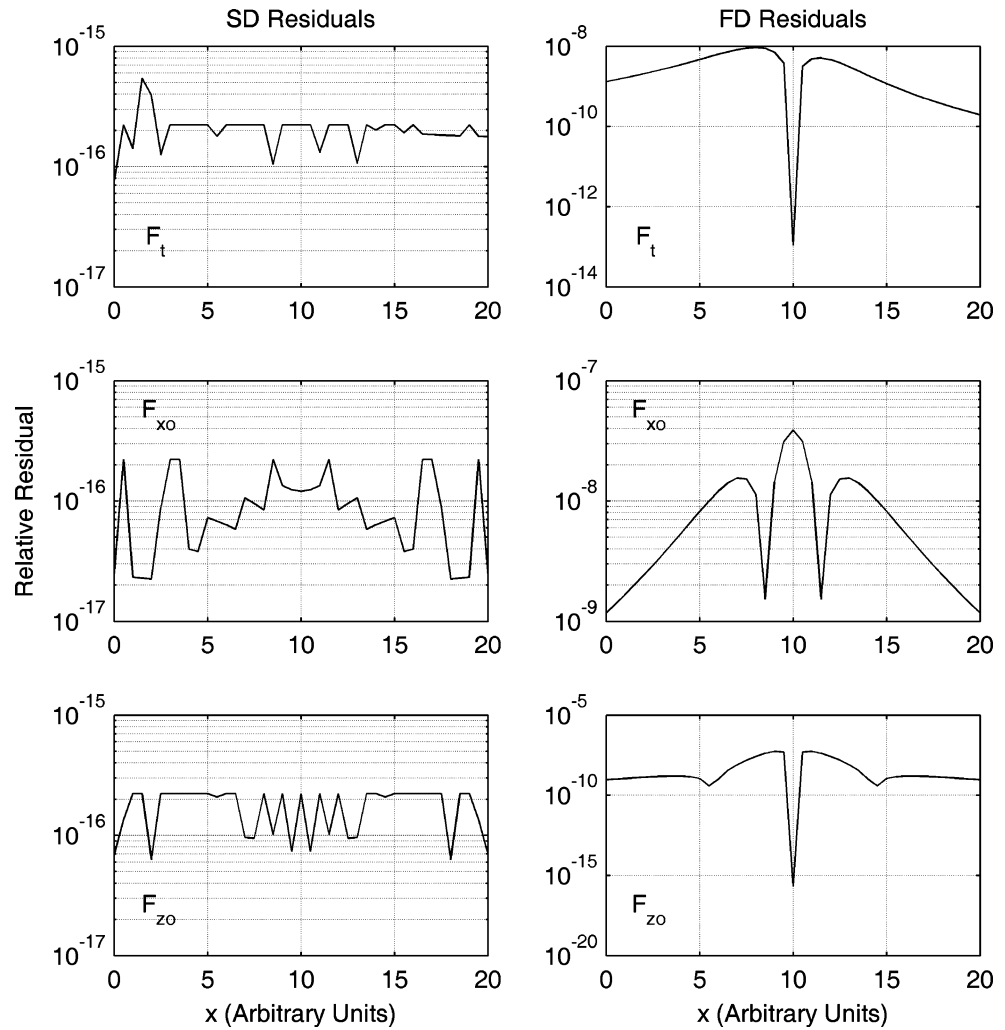 SD Residuals
FD Residuals
10^-15
10^-16
10^-17
F_t
0 5 10 15 20
10^-8
10^-10
10^-12
10^-14
F_t
0 5 10 15 20
Relative Residual
10^-15
10^-16
10^-17
F_xo
0 5 10 15 20
10^-7
10^-8
10^-9
F_xo
0 5 10 15 20
10^-15
10^-16
10^-17
F_zo
0 5 10 15 20
x (Arbitrary Units)
10^-5
10^-10
10^-15
10^-20
F_zo
0 5 10 15 20
x (Arbitrary Units)